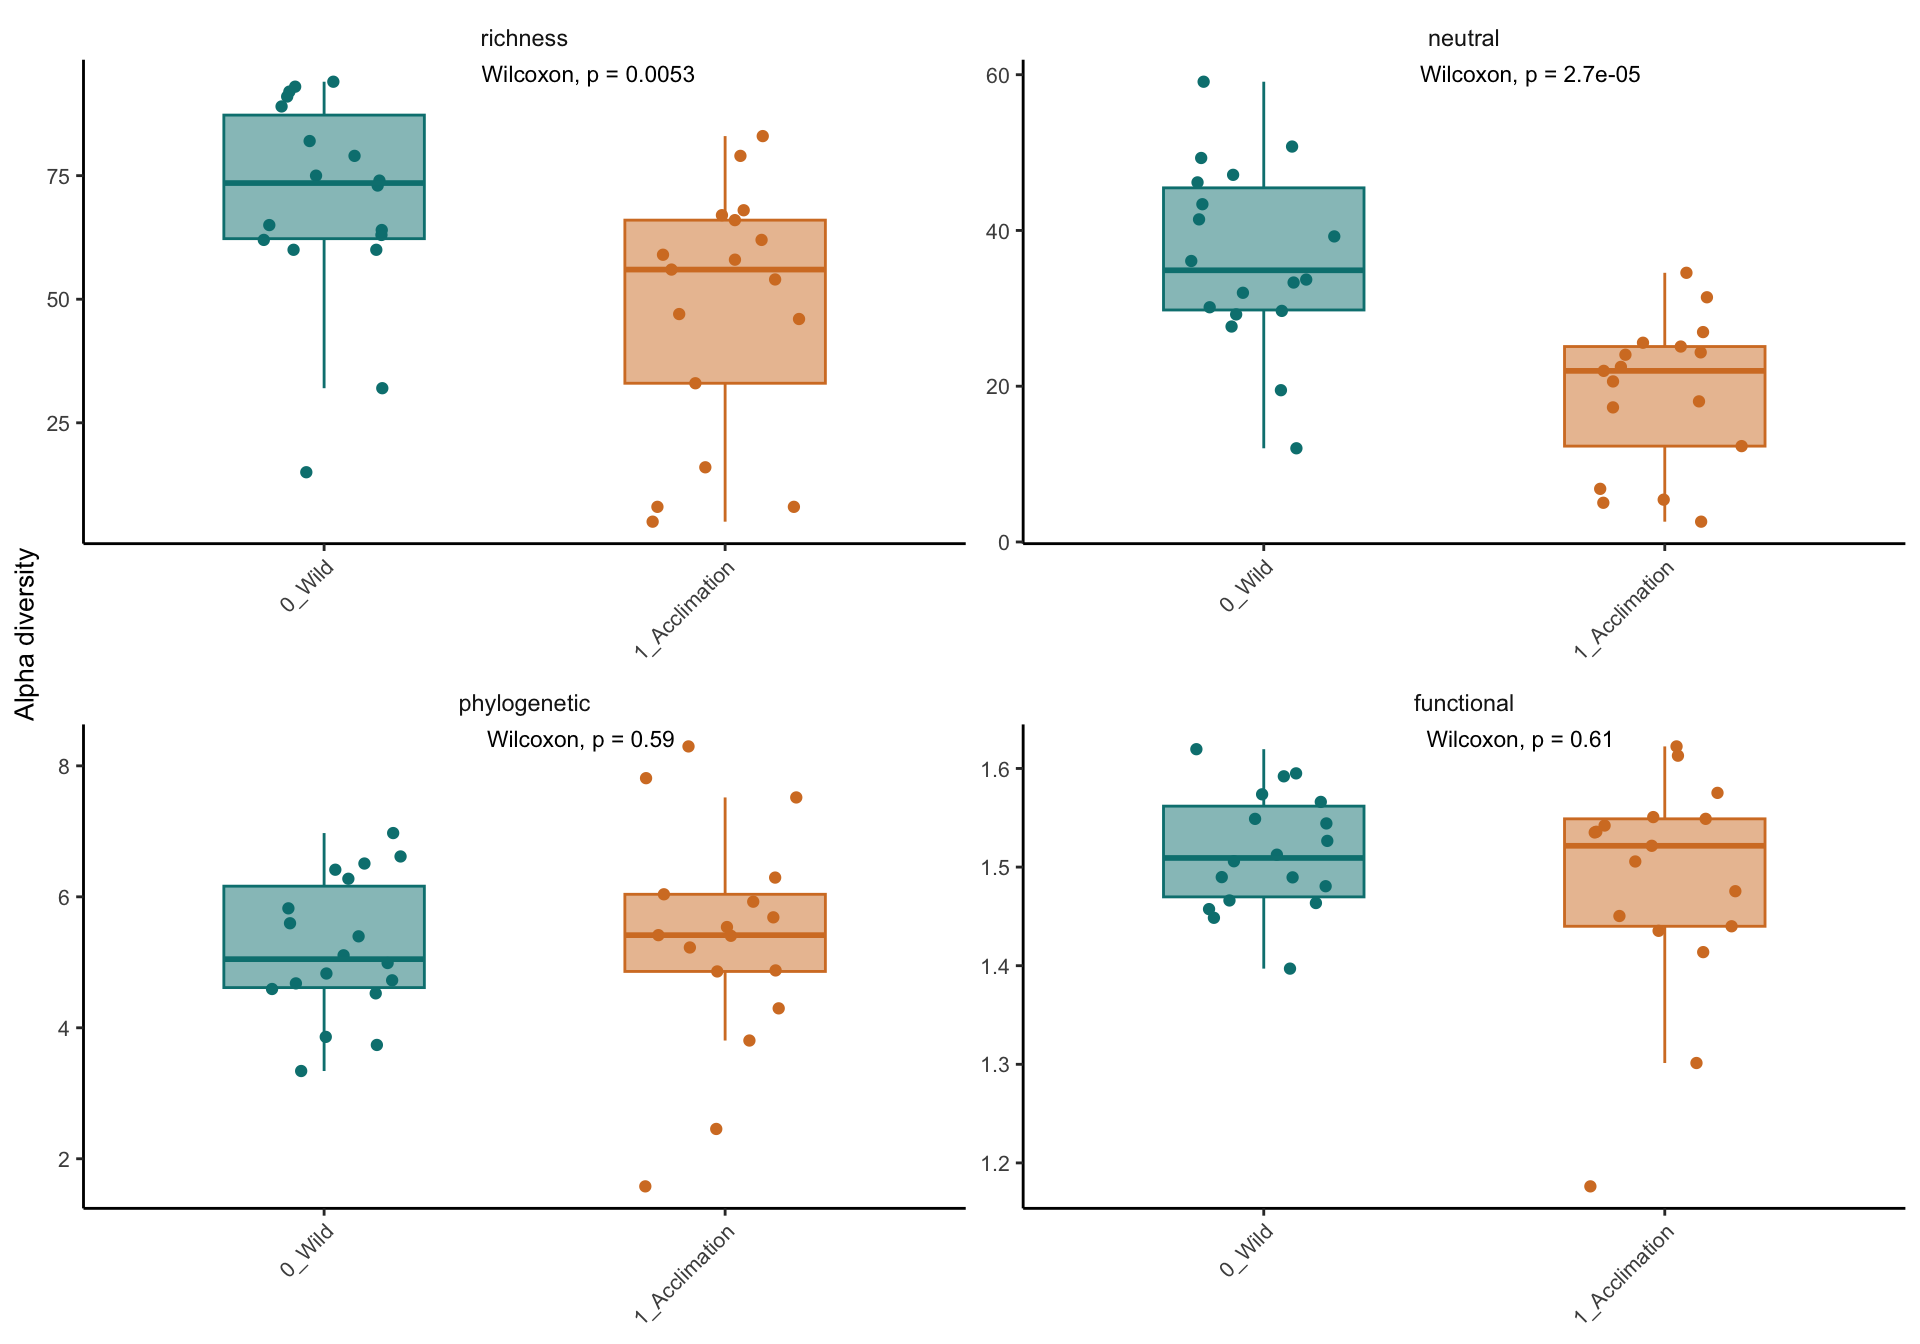 richness
Wilcoxon, p = 0.0053
75
50
25
0_Wild
1_Acclimation
neutral
Wilcoxon, p = 2.7e-05
60
40
20
0
0_Wild
1_Acclimation
Alpha diversity
phylogenetic
Wilcoxon, p = 0.59
8
6
4
2
0_Wild
1_Acclimation
functional
Wilcoxon, p = 0.61
1.6
1.5
1.4
1.3
1.2
0_Wild
1_Acclimation